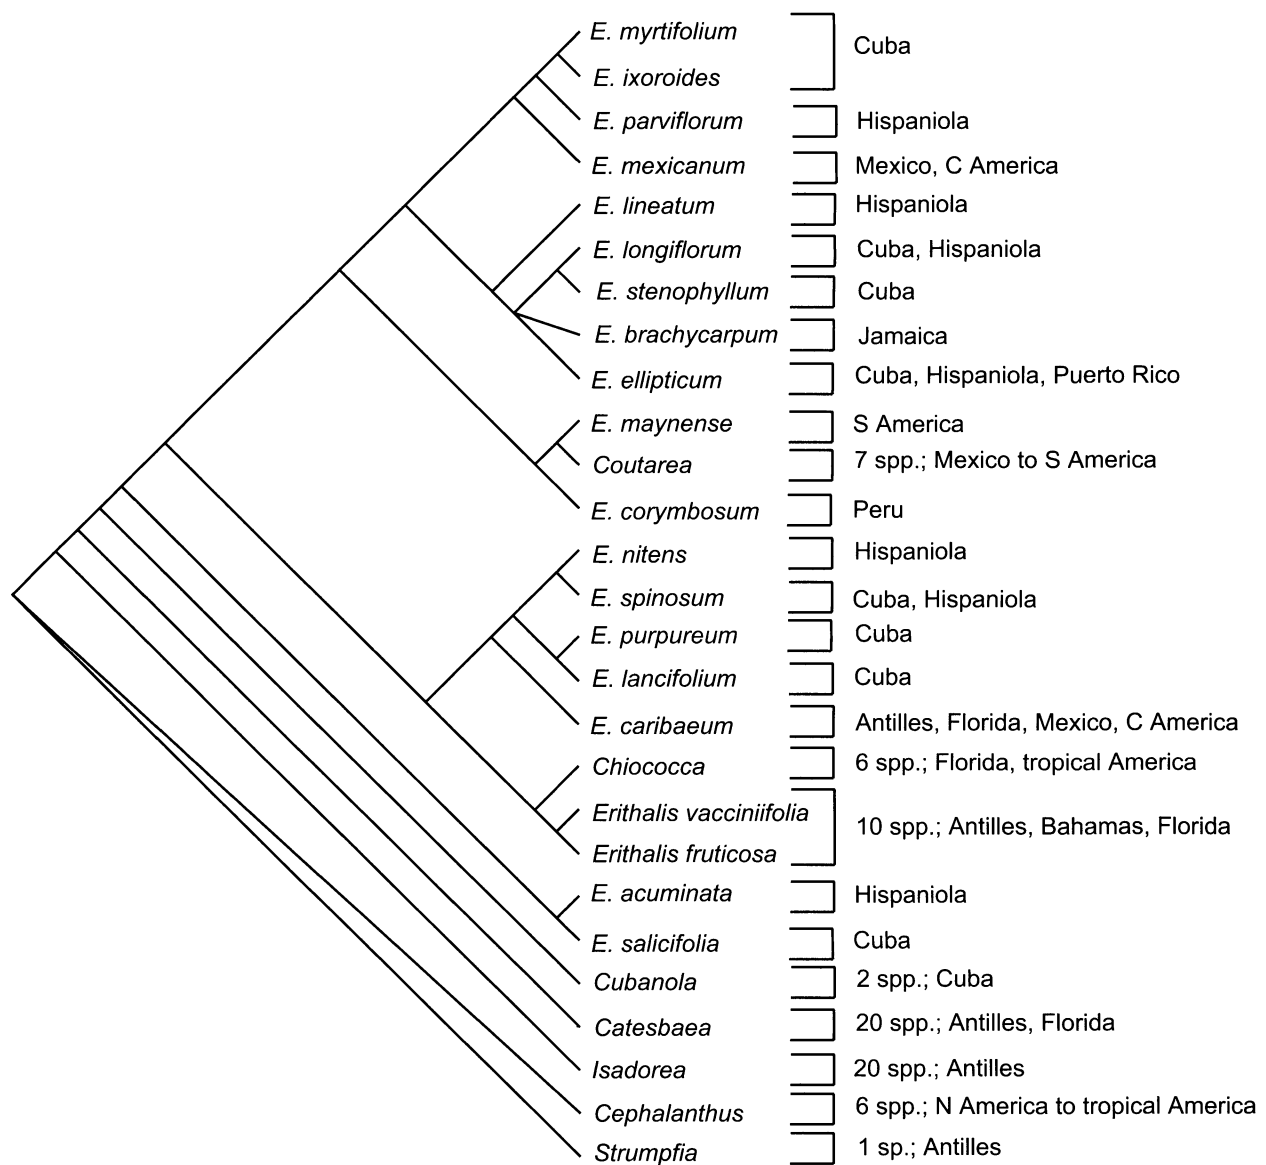 E. myrtifolium
Cuba
E. ixoroides
E. parviflorum Hispaniola
E. mexicanum Mexico, C America
E. lineatum Hispaniola
E. longiflorum Cuba, Hispaniola
E. stenophyllum Cuba
E. brachycarpum Jamaica
E. ellipticum Cuba, Hispaniola, Puerto Rico
E. maynense S America
Coutarea 7 spp.; Mexico to S America
E. corymbosum Peru
E. nitens Hispaniola
E. spinosum Cuba, Hispaniola
E. purpureum Cuba
E. lancifolium Cuba
E. caribaeum Antilles, Florida, Mexico, C America
Chiococca 6 spp.; Florida, tropical America
Erithalis vacciniifolia
10 spp.; Antilles, Bahamas, Florida
Erithalis fruticosa
E. acuminata Hispaniola
E. salicifolia Cuba
Cubanola 2 spp.; Cuba
Catesbaea 20 spp.; Antilles, Florida
Isadorea 20 spp.; Antilles
Cephalanthus 6 spp.; N America to tropical America
Strumpfia 1 sp.; Antilles